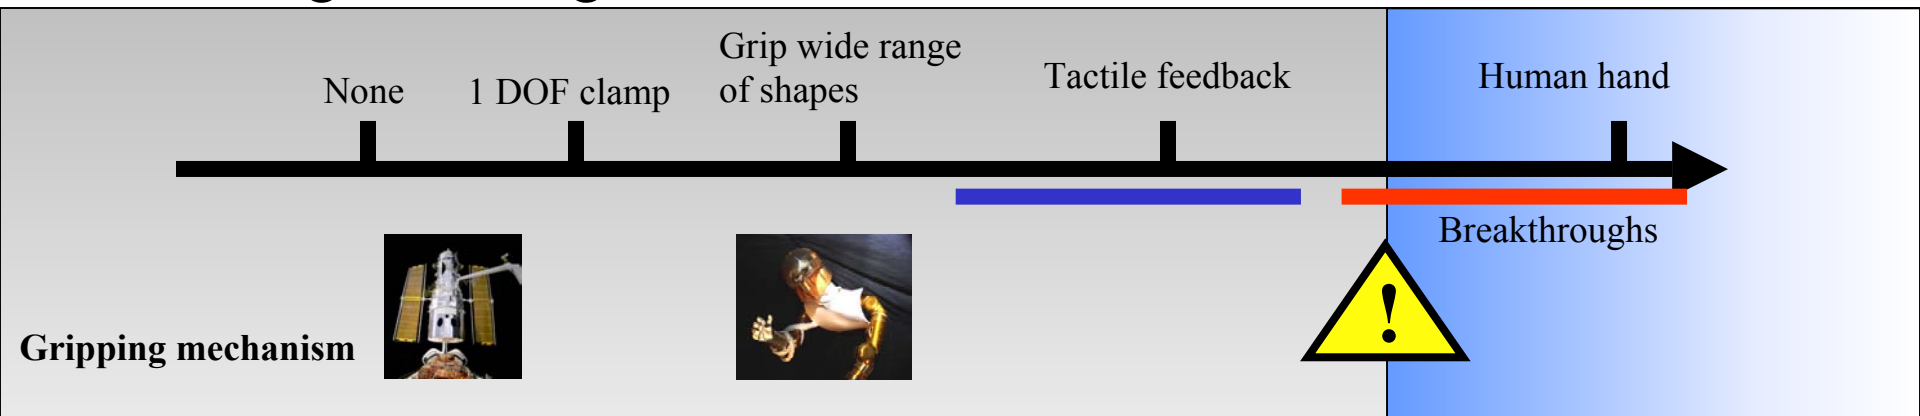 None
1 DOF clamp
Grip wide range
of shapes
Tactile feedback
Human hand
Breakthroughs
!
Gripping mechanism